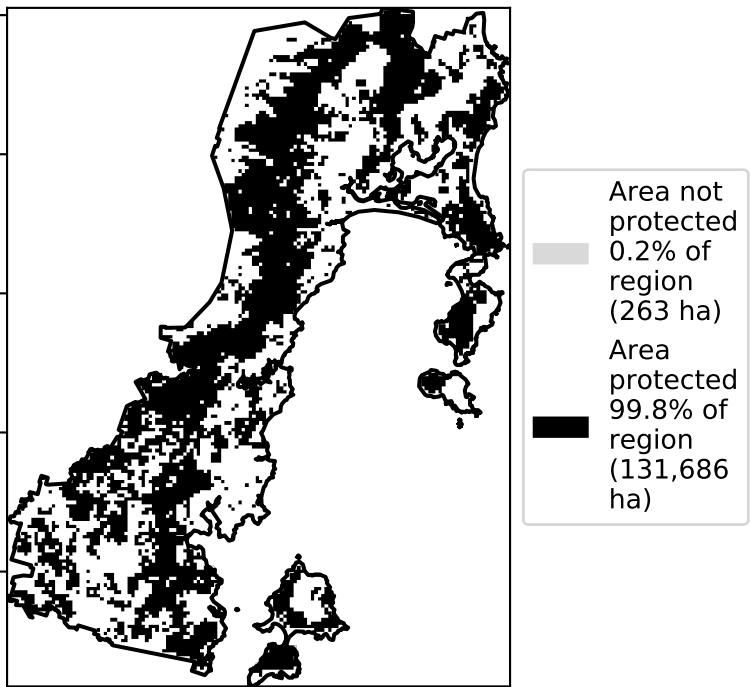 Area not
protected
0.2% of
region
(263 ha)
Area
protected
99.8% of
region
(131,686
ha)